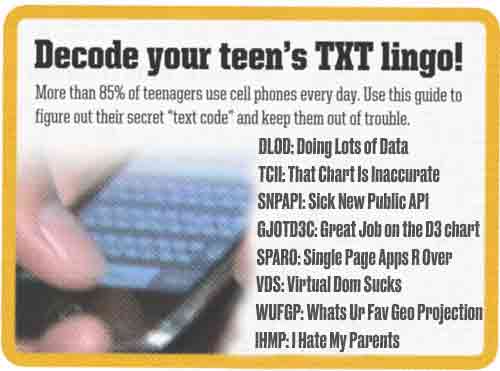 Decode your teen's TXT lingo!
More than 85% of teenagers use cell phones every day. Use this guide to
figure out their secret "text code" and keep them out of trouble.
DLOD: Doing Lots of Data
TCII: That Chart Is Inaccurate
SNPAPI: Sick New Public API
GJOTD3C: Great Job on the D3 chart
SPARO: Single Page Apps R Over
VDS: Virtual Dom Sucks
WUFGP: Whats Ur Fav Geo Projection
IHMP: I Hate My Parents